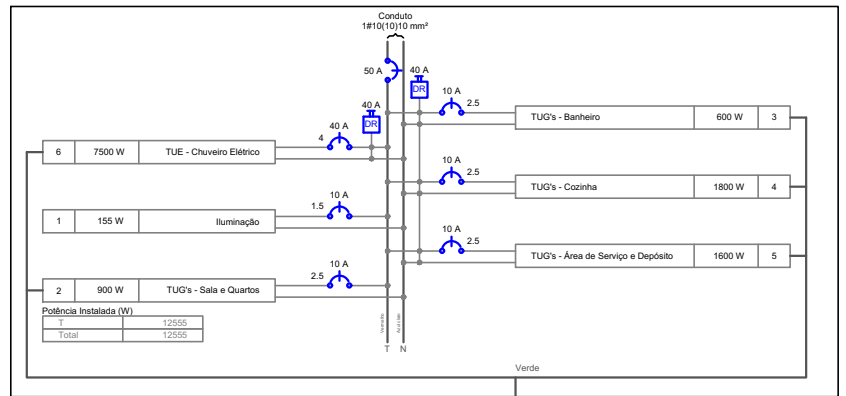 Conduto
1#10(10)10 mm²
50 A
40 A
DR
10 A
2.5
TUG's - Banheiro 600 W 3
40 A
DR
40 A
4
6 7500 W TUE - Chuveiro Elétrico
10 A
2.5
TUG's - Cozinha 1800 W 4
10 A
1.5
1 155 W Iluminação
10 A
2.5
TUG's - Área de Serviço e Depósito 1600 W 5
10 A
2.5
2 900 W TUG's - Sala e Quartos
Potência Instalada (W)
T 12555
Total 12555
Vermelho
T N
Verde